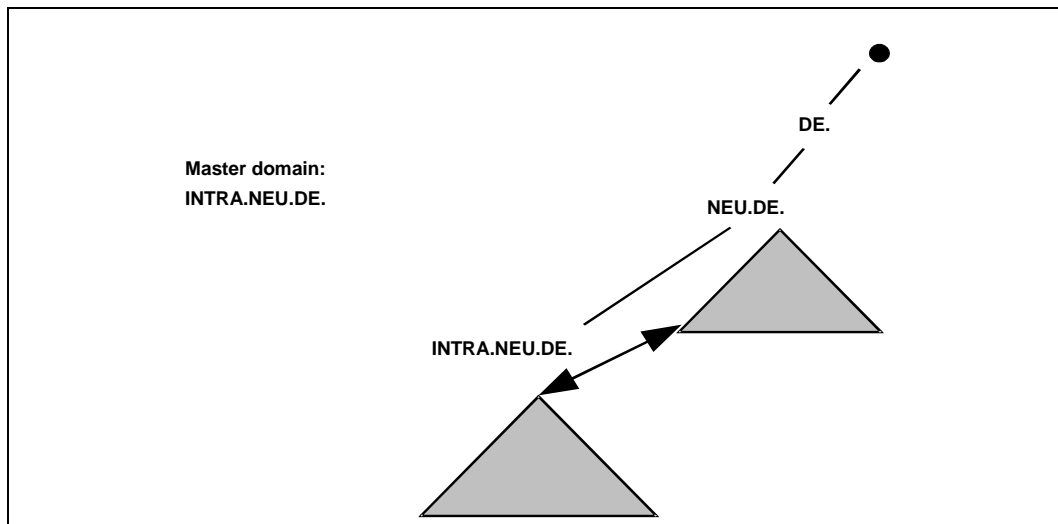 DE.
Master domain:
INTRA.NEU.DE.
NEU.DE.
INTRA.NEU.DE.